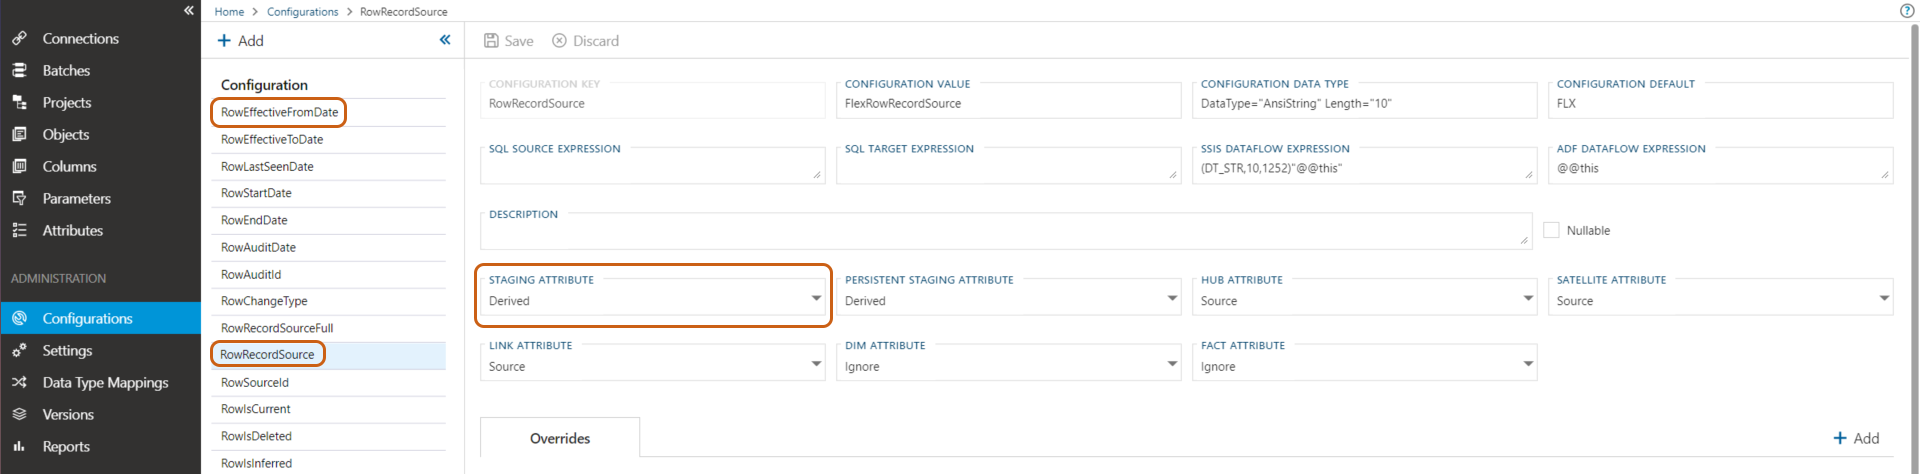 Home > Configurations > RowRecordSource
Connections
Batches
Projects
Objects
Columns
Parameters
Attributes
ADMINISTRATION
Configurations
Settings
Data Type Mappings
Versions
Reports
+ Add
Configuration
RowEffectiveFromDate
RowEffectiveToDate
RowLastSeenDate
RowStartDate
RowEndDate
RowAuditDate
RowAuditId
RowChangeType
RowRecordSourceFull
RowRecordSource
RowSourceId
RowIsCurrent
RowIsDeleted
RowIsInferred
Save Discard
CONFIGURATION KEY
RowRecordSource
CONFIGURATION VALUE
FlexRowRecordSource
CONFIGURATION DATA TYPE
DataType="AnsiString" Length="10"
CONFIGURATION DEFAULT
FLX
SQL SOURCE EXPRESSION
SQL TARGET EXPRESSION
SSIS DATAFLOW EXPRESSION
(DT_STR,10,1252)"@@this"
ADF DATAFLOW EXPRESSION
@@this
DESCRIPTION
Nullable
STAGING ATTRIBUTE
Derived
PERSISTENT STAGING ATTRIBUTE
Derived
HUB ATTRIBUTE
Source
SATELLITE ATTRIBUTE
Source
LINK ATTRIBUTE
Source
DIM ATTRIBUTE
Ignore
FACT ATTRIBUTE
Ignore
Overrides
+ Add